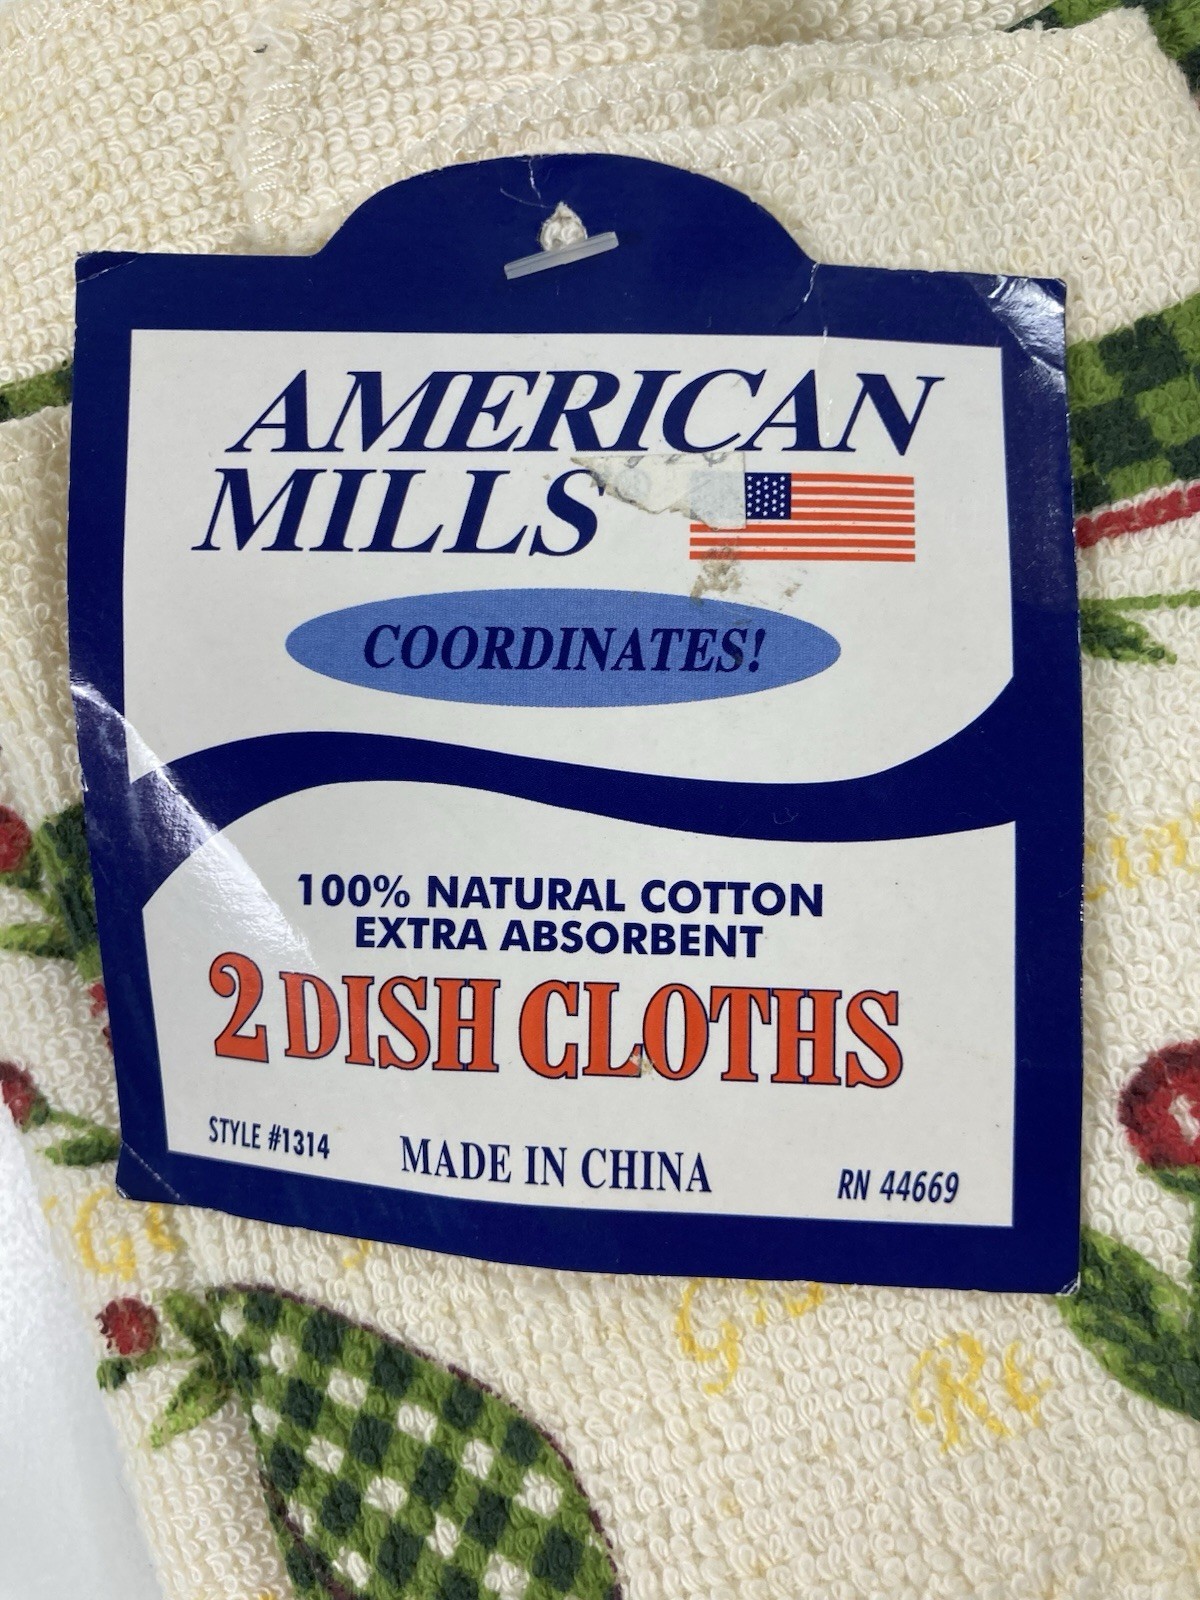 AMERICAN
MILLS
COORDINATES!
100% NATURAL COTTON
EXTRA ABSORBENT
2 DISH CLOTHS
STYLE #1314
MADE IN CHINA
RN 44669